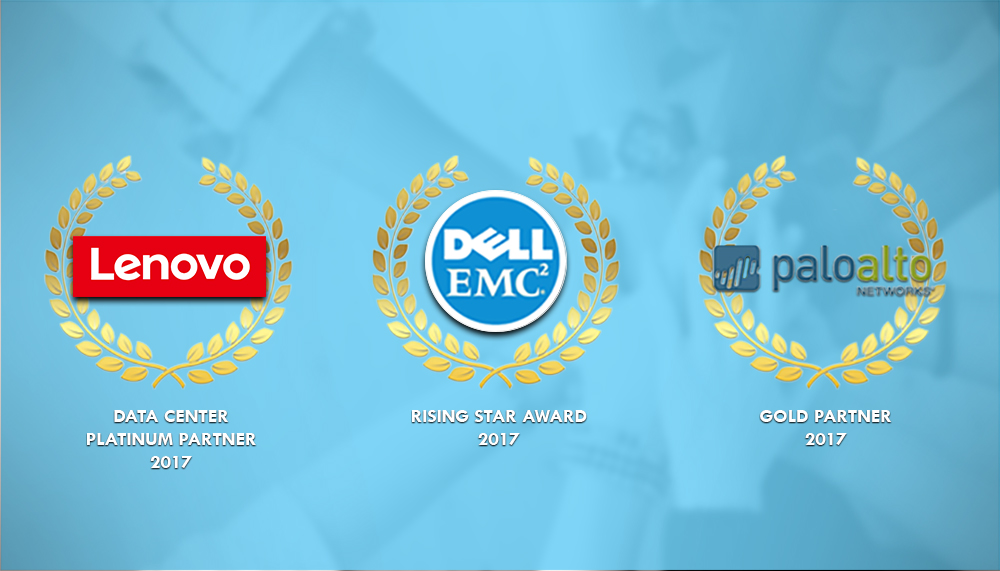 Lenovo
DATA CENTER
PLATINUM PARTNER
2017
DELL
EMC²
RISING STAR AWARD
2017
paloalto
NETWORKS®
GOLD PARTNER
2017